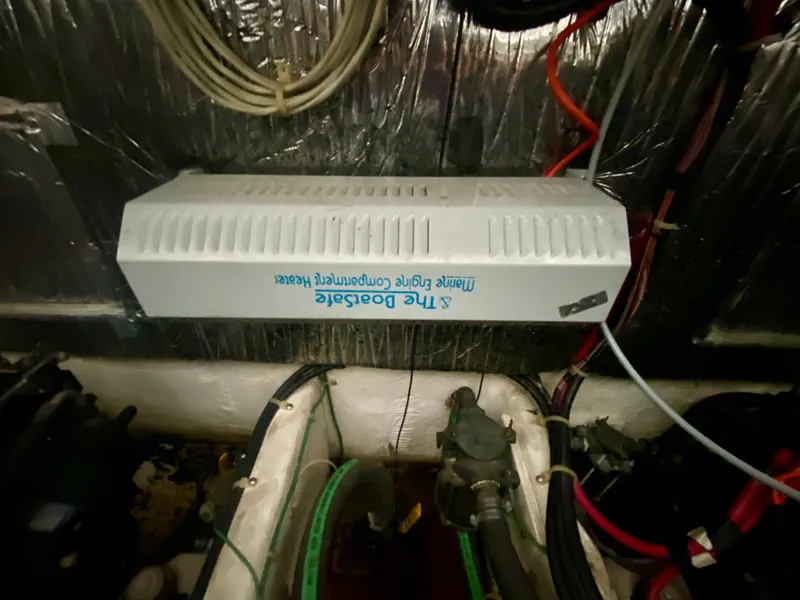 The BoatSafe
Marine Engine Compartment Heater